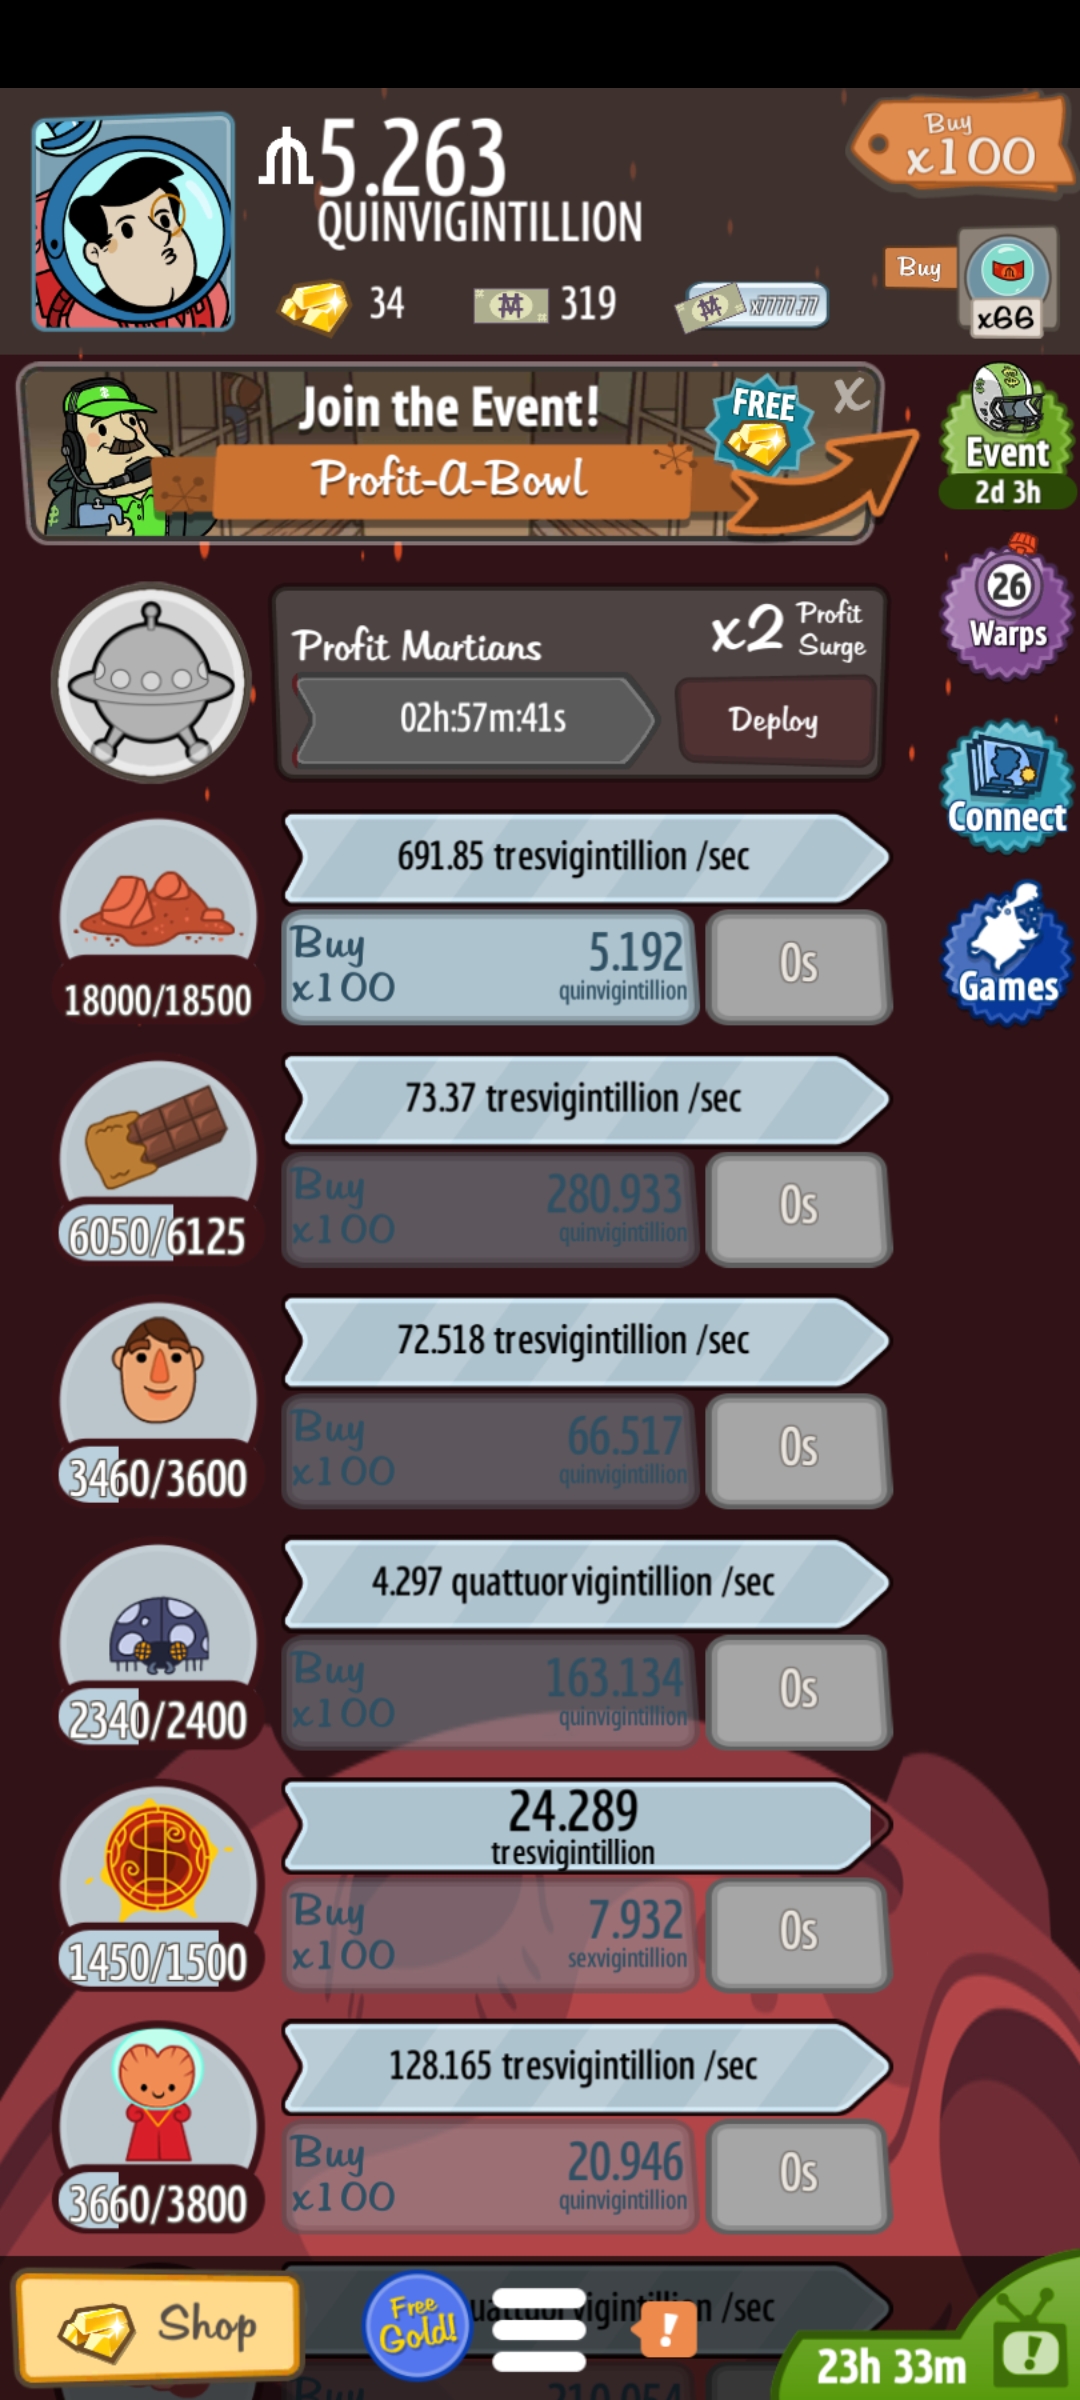 5.263
QUINVIGINTILLION
Buy
x100
34
319
x7777.77
Buy
x66
Join the Event!
Profit-A-Bowl
FREE
X
Event
2d 3h
Profit Martians
x2 Profit
Surge
02h:57m:41s
Deploy
26
Warps
Connect
Games
691.85 tresvigintillion /sec
Buy
x100
5.192
quinvigintillion
0s
18000/18500
73.37 tresvigintillion /sec
Buy
x100
280.933
quinvigintillion
0s
6050/6125
72.518 tresvigintillion /sec
Buy
x100
66.517
quinvigintillion
0s
3460/3600
4.297 quattuorvigintillion /sec
Buy
x100
163.134
quinvigintillion
0s
2340/2400
24.289
tresvigintillion
Buy
x100
7.932
sexvigintillion
0s
1450/1500
128.165 tresvigintillion /sec
Buy
x100
20.946
quinvigintillion
0s
3660/3800
Shop
Free
Gold!
!
/sec
23h 33m
!
Buy